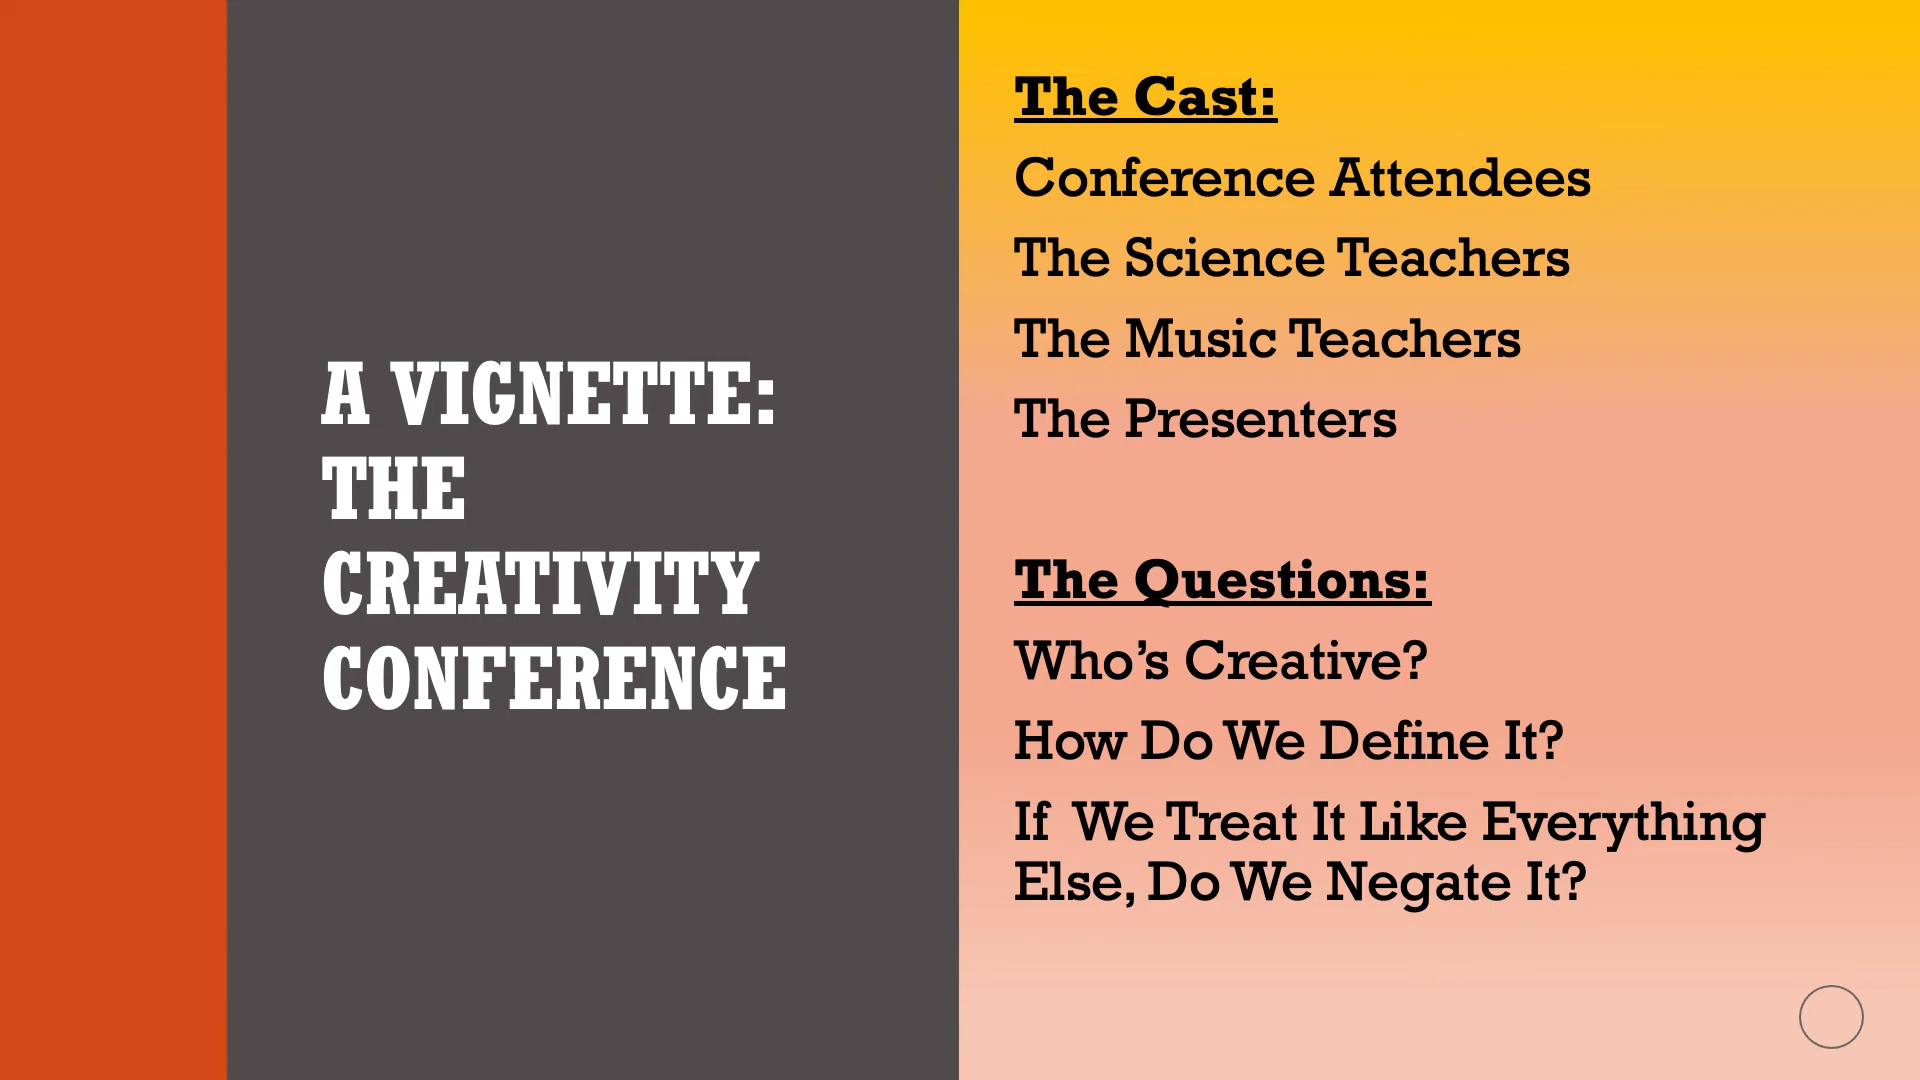 A VIGNETTE:
THE
CREATIVITY
CONFERENCE
The Cast:
Conference Attendees
The Science Teachers
The Music Teachers
The Presenters
The Questions:
Who’s Creative?
How Do We Define It?
If  We Treat It Like Everything
Else, Do We Negate It?